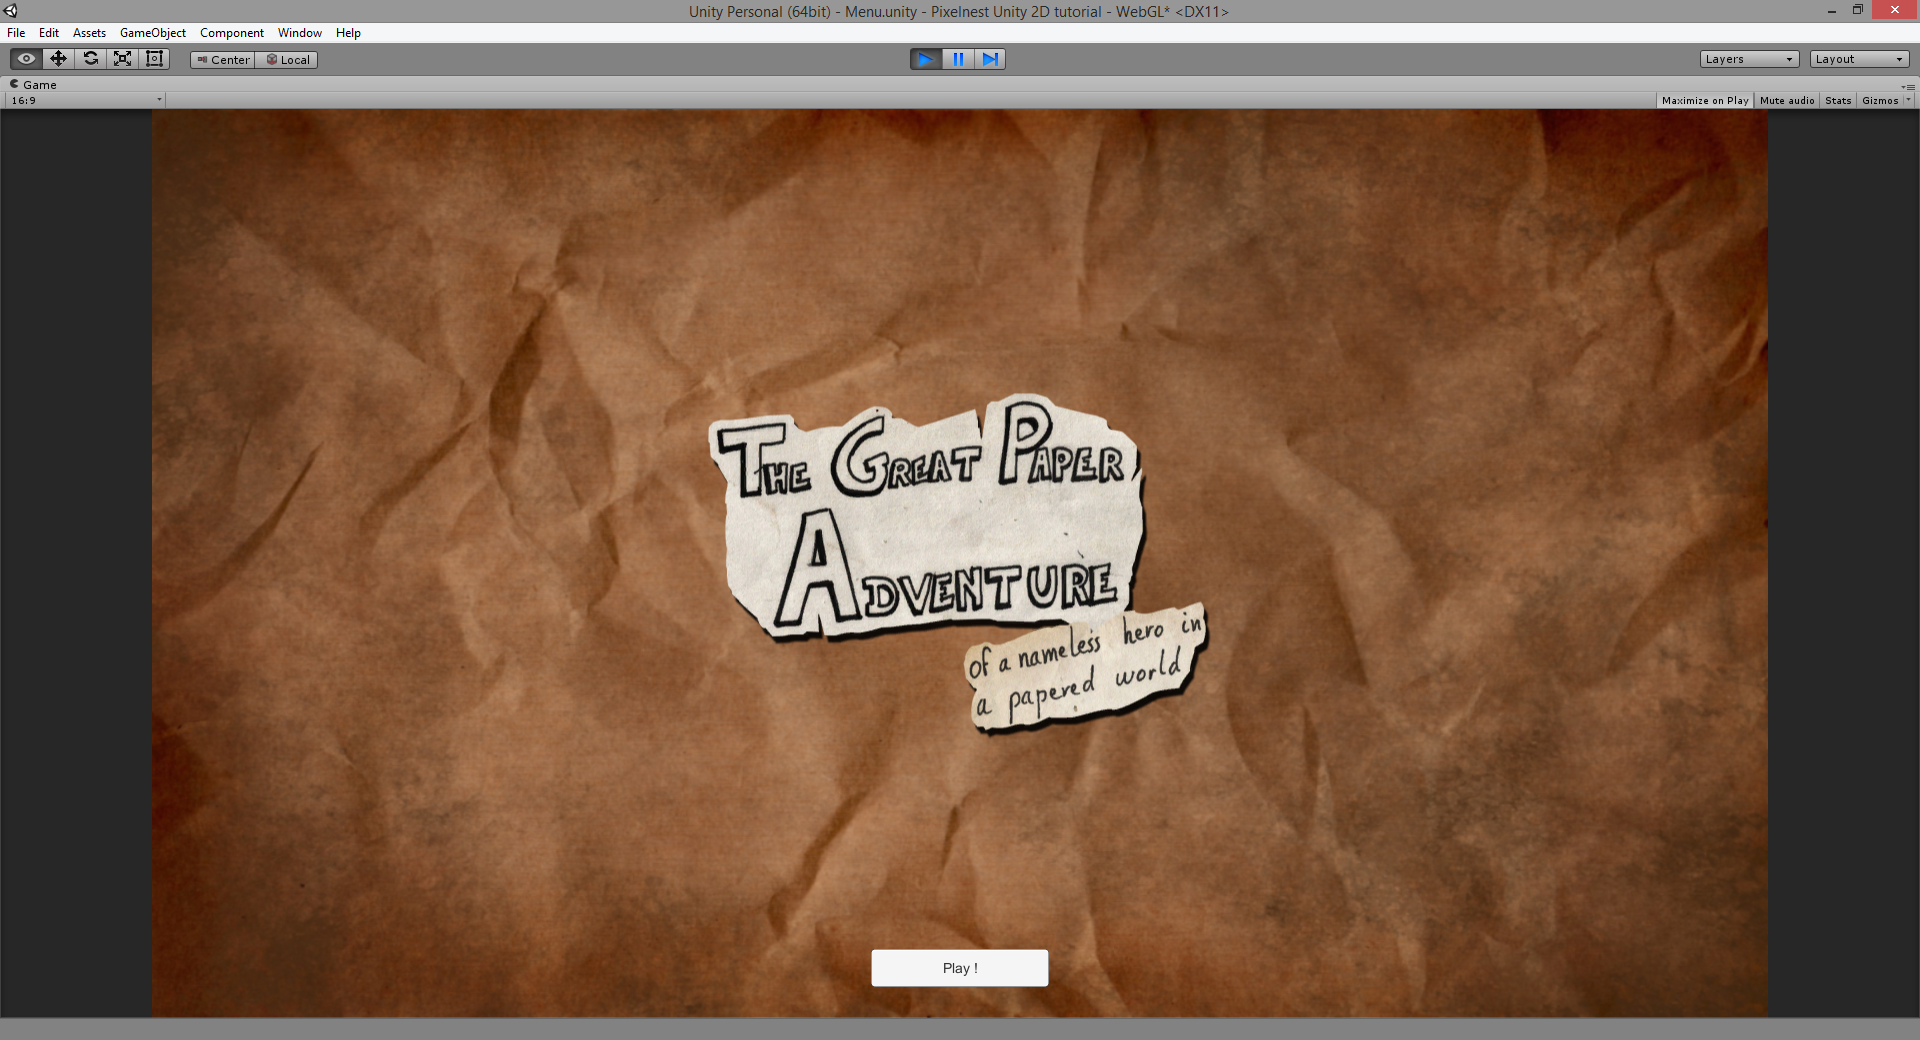 Unity Personal (64bit) - Menu.unity - Pixelnest Unity 2D tutorial - WebGL* <DX11>
File Edit Assets GameObject Component Window Help
Center Local Layers Layout
Game
16:9 Maximize on Play Mute audio Stats Gizmos
THE GREAT PAPER
ADVENTURE
of a nameless hero in
a papered world
Play !